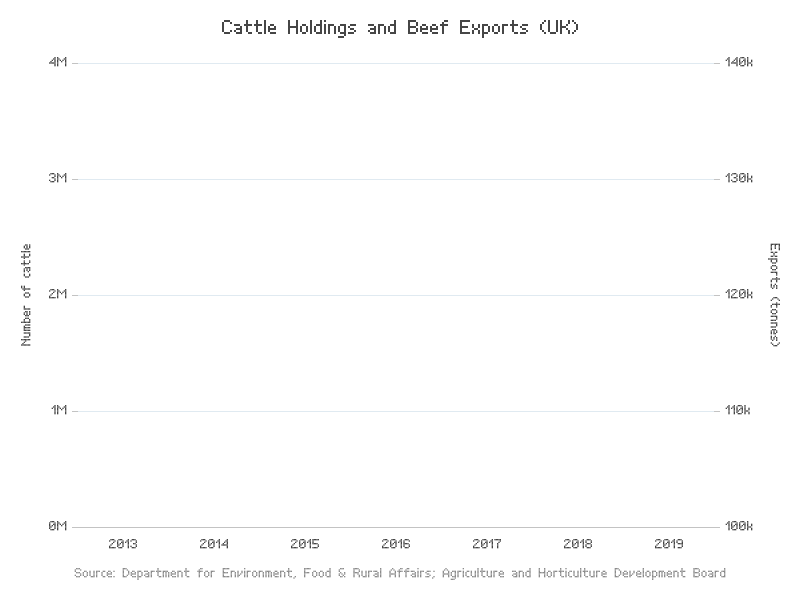 Cattle Holdings and Beef Exports (UK)
4M
140k
3M
130k
Number of cattle
Exports (tonnes)
2M
120k
1M
110k
0M
100k
2013 2014 2015 2016 2017 2018 2019
Source: Department for Environment, Food & Rural Affairs; Agriculture and Horticulture Development Board